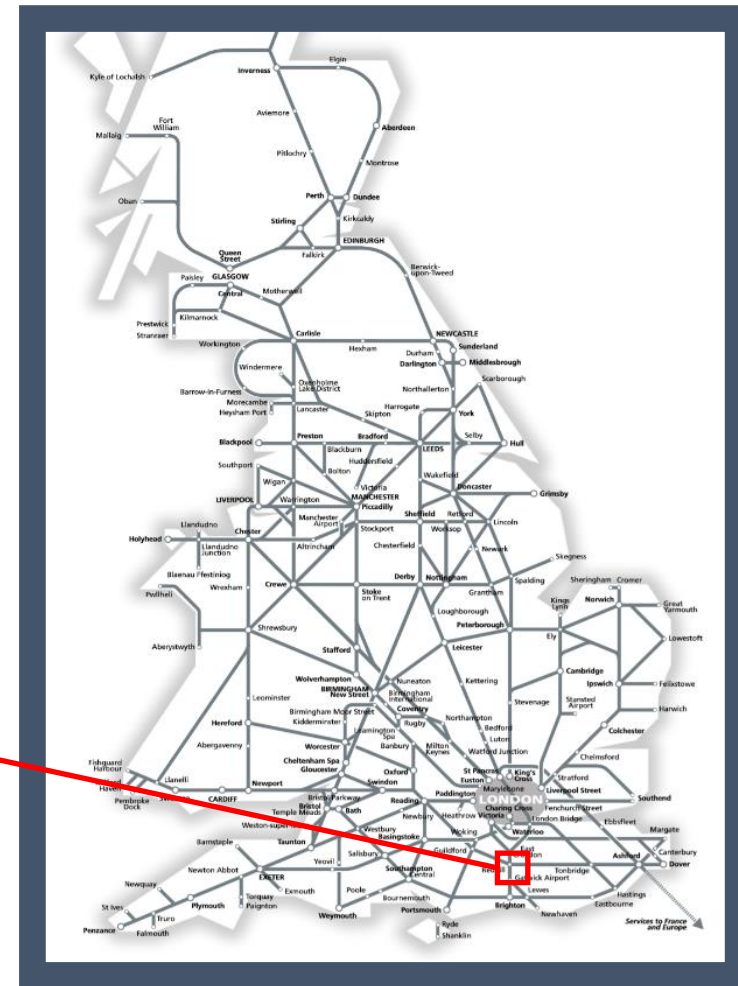 Elgin
Inverness
Kyle of Lochalsh
Aviemore
Fort
William
Aberdeen
Mallaig
Pitlochry
Montrose
Perth
Dundee
Oban
Kirkcaldy
Stirling
EDINBURGH
Queen
Street
Falkirk
Berwick-
upon-Tweed
Paisley
GLASGOW
Central
Motherwell
Kilmarnock
Prestwick
Stranraer
Carlisle
NEWCASTLE
Workington
Hexham
Sunderland
Durham
Darlington
Middlesbrough
Windermere
Oxenholme
Lake District
Scarborough
Barrow-in-Furness
Northallerton
Morecambe
Heysham Port
Lancaster
Harrogate
Skipton
York
Preston
Bradford
Selby
Blackpool
Blackburn
LEEDS
Hull
Huddersfield
Southport
Bolton
Wakefield
Wigan
Victoria
Doncaster
Grimsby
LIVERPOOL
Warrington
MANCHESTER
Piccadilly
Manchester
Airport
Sheffield
Retford
Lincoln
Llandudno
Stockport
Worksop
Holyhead
Chester
Llandudno
Junction
Altrincham
Chesterfield
Newark
Skegness
Blaenau Ffestiniog
Wrexham
Crewe
Derby
Nottingham
Spalding
Sheringham
Cromer
Pwllheli
Stoke
on Trent
Grantham
Kings
Lynn
Norwich
Great
Yarmouth
Loughborough
Shrewsbury
Peterborough
Ely
Lowestoft
Aberystwyth
Stafford
Leicester
Wolverhampton
Nuneaton
Kettering
Cambridge
BIRMINGHAM
New Street
Birmingham
International
Ipswich
Felixstowe
Leominster
Coventry
Stevenage
Stansted
Airport
Birmingham Moor Street
Rugby
Northampton
Harwich
Hereford
Kidderminster
Leamington
Spa
Bedford
Colchester
Abergavenny
Worcester
Banbury
Milton
Keynes
Luton
Watford Junction
Chelmsford
Cheltenham Spa
Gloucester
Oxford
St Pancras
King's
Cross
Fishguard
Harbour
Llanelli
Swindon
Euston
Stratford
Haven
Newport
Marylebone
Liverpool Street
Pembroke
Dock
CARDIFF
Bristol Parkway
Reading
Paddington
LONDON
Southend
Bristol
Temple Meads
Bath
Charing Cross
Fenchurch Street
Newbury
Heathrow
Victoria
London Bridge
Ebbsfleet
Westbury
Basingstoke
Woking
Waterloo
Margate
Barnstaple
Taunton
Salisbury
Guildford
East
Canterbury
Newton Abbot
Yeovil
Southampton
Central
Tonbridge
Ashford
Dover
Newquay
EXETER
Gatwick Airport
Exmouth
Poole
Lewes
Hastings
St Ives
Plymouth
Torquay
Paignton
Bournemouth
Brighton
Eastbourne
Truro
Weymouth
Portsmouth
Newhaven
Penzance
Falmouth
Ryde
Shanklin
Services to France
and Europe